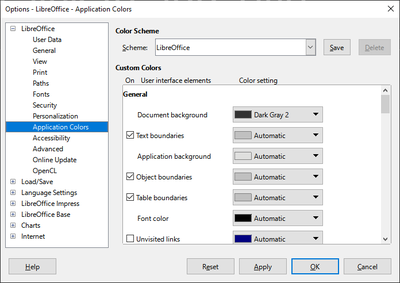 Options - LibreOffice - Application Colors
LibreOffice
User Data
General
View
Print
Paths
Fonts
Security
Personalization
Application Colors
Accessibility
Advanced
Online Update
OpenCL
Load/Save
Language Settings
LibreOffice Impress
LibreOffice Base
Charts
Internet
Color Scheme
Scheme: LibreOffice Save Delete
Custom Colors
On User interface elements Color setting
General
Document background Dark Gray 2
Text boundaries Automatic
Application background Automatic
Object boundaries Automatic
Table boundaries Automatic
Font color Automatic
Unvisited links Automatic
Help Reset Apply OK Cancel